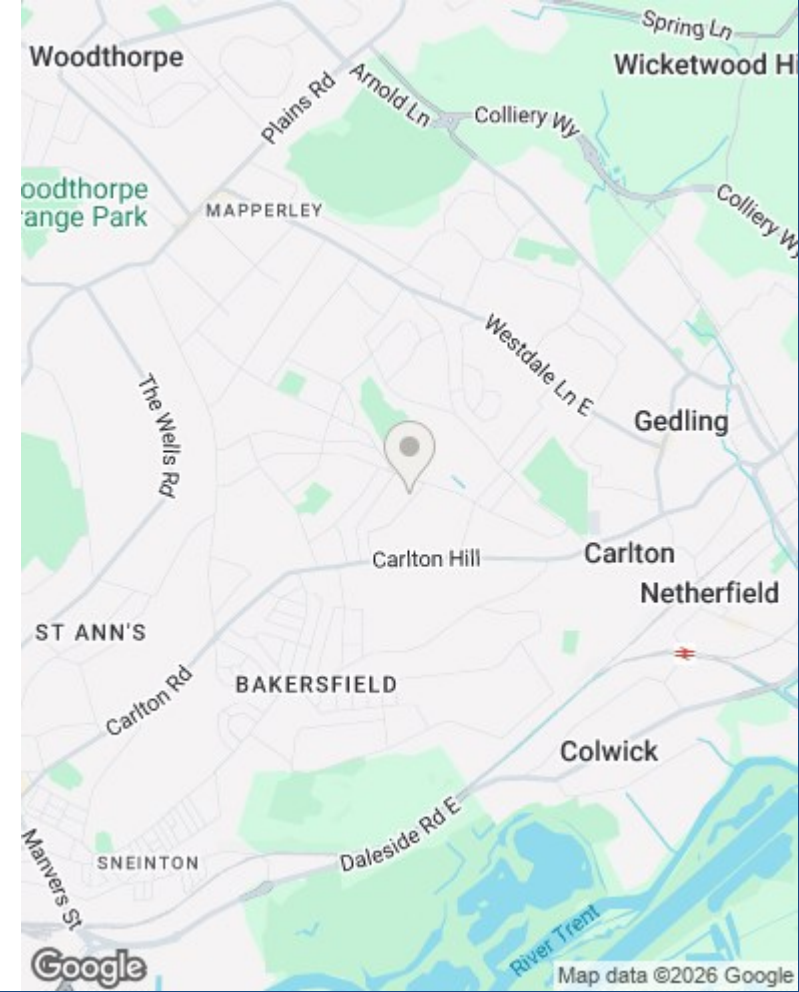 Woodthorpe
Spring Ln
Wicketwood Hi
Plains Rd
Arnold Ln
Colliery Wy
oodthorpe
range Park
MAPPERLEY
Colliery Wy
Westdale Ln E
The Wells Rd
Gedling
Carlton Hill
Carlton
Netherfield
ST ANN'S
BAKERSFIELD
Carlton Rd
Colwick
Daleside Rd E
SNEINTON
Manvers St
River Trent
Google
Map data ©2026 Google